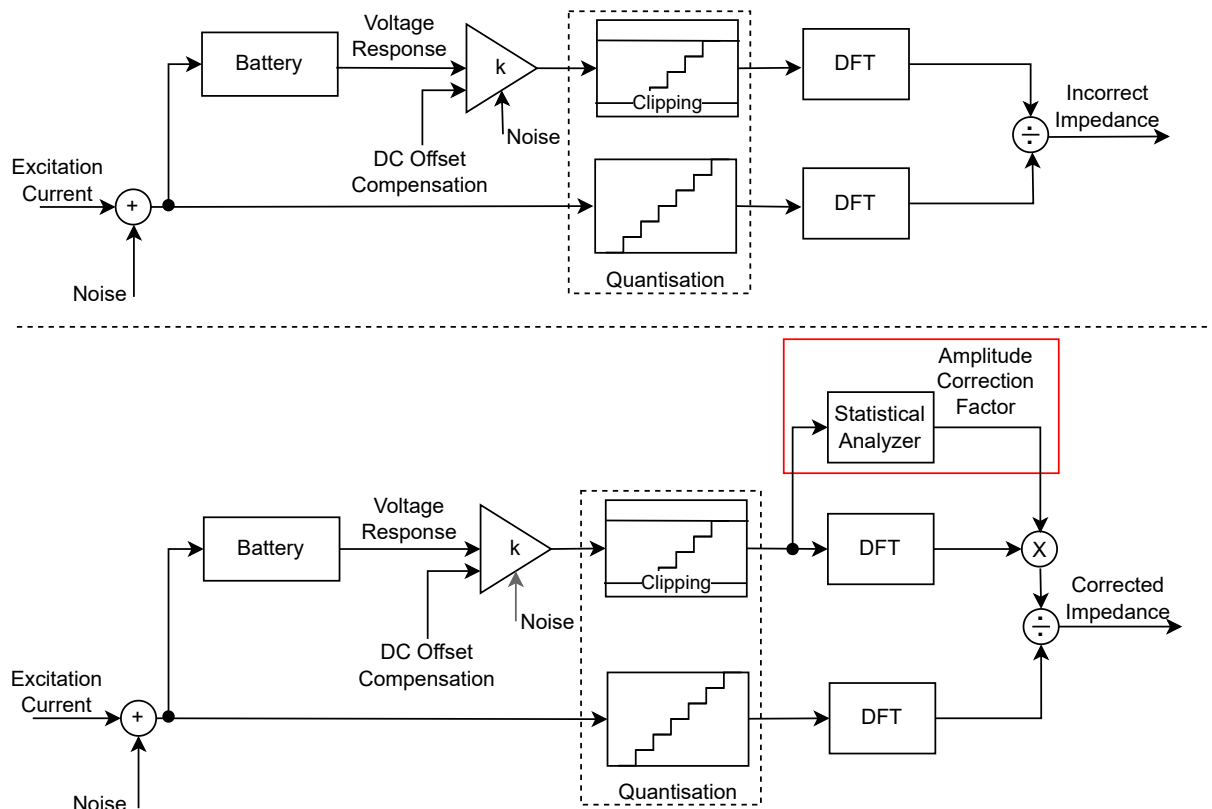 Voltage
Response
Battery
k
Clipping
DFT
Noise
DC Offset
Compensation
Incorrect
Impedance
÷
Excitation
Current
+
DFT
Noise
Quantisation
Amplitude
Correction
Factor
Statistical
Analyzer
Voltage
Response
Battery
k
Clipping
DFT
X
Noise
DC Offset
Compensation
Corrected
Impedance
÷
Excitation
Current
+
DFT
Quantisation
Noise